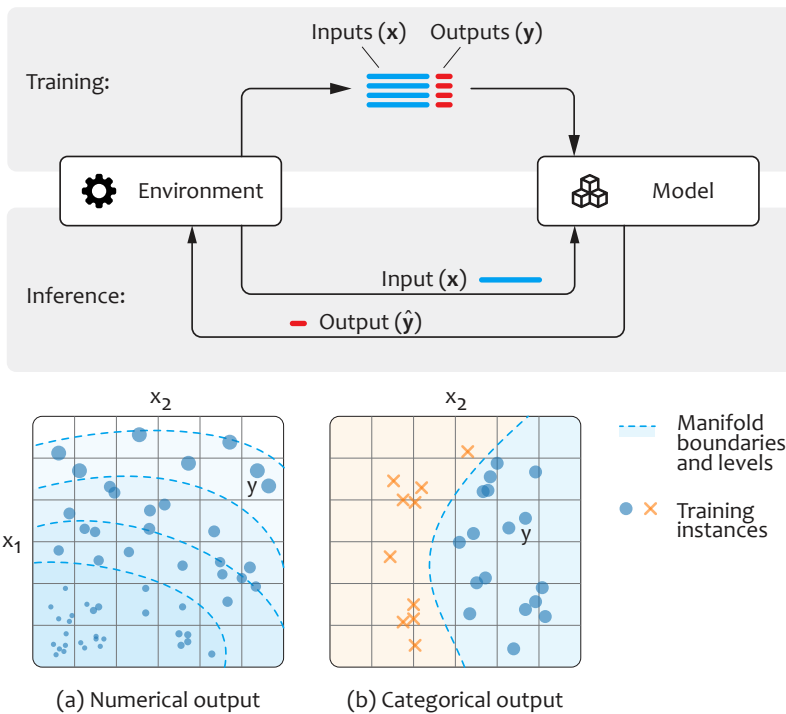 Inputs (x) Outputs (y)
Training:
Environment
Model
Input (x)
Inference:
Output (ŷ)
x₂
x₂
Manifold
boundaries
and levels
y
Training
instances
y
x₁
(a) Numerical output
(b) Categorical output